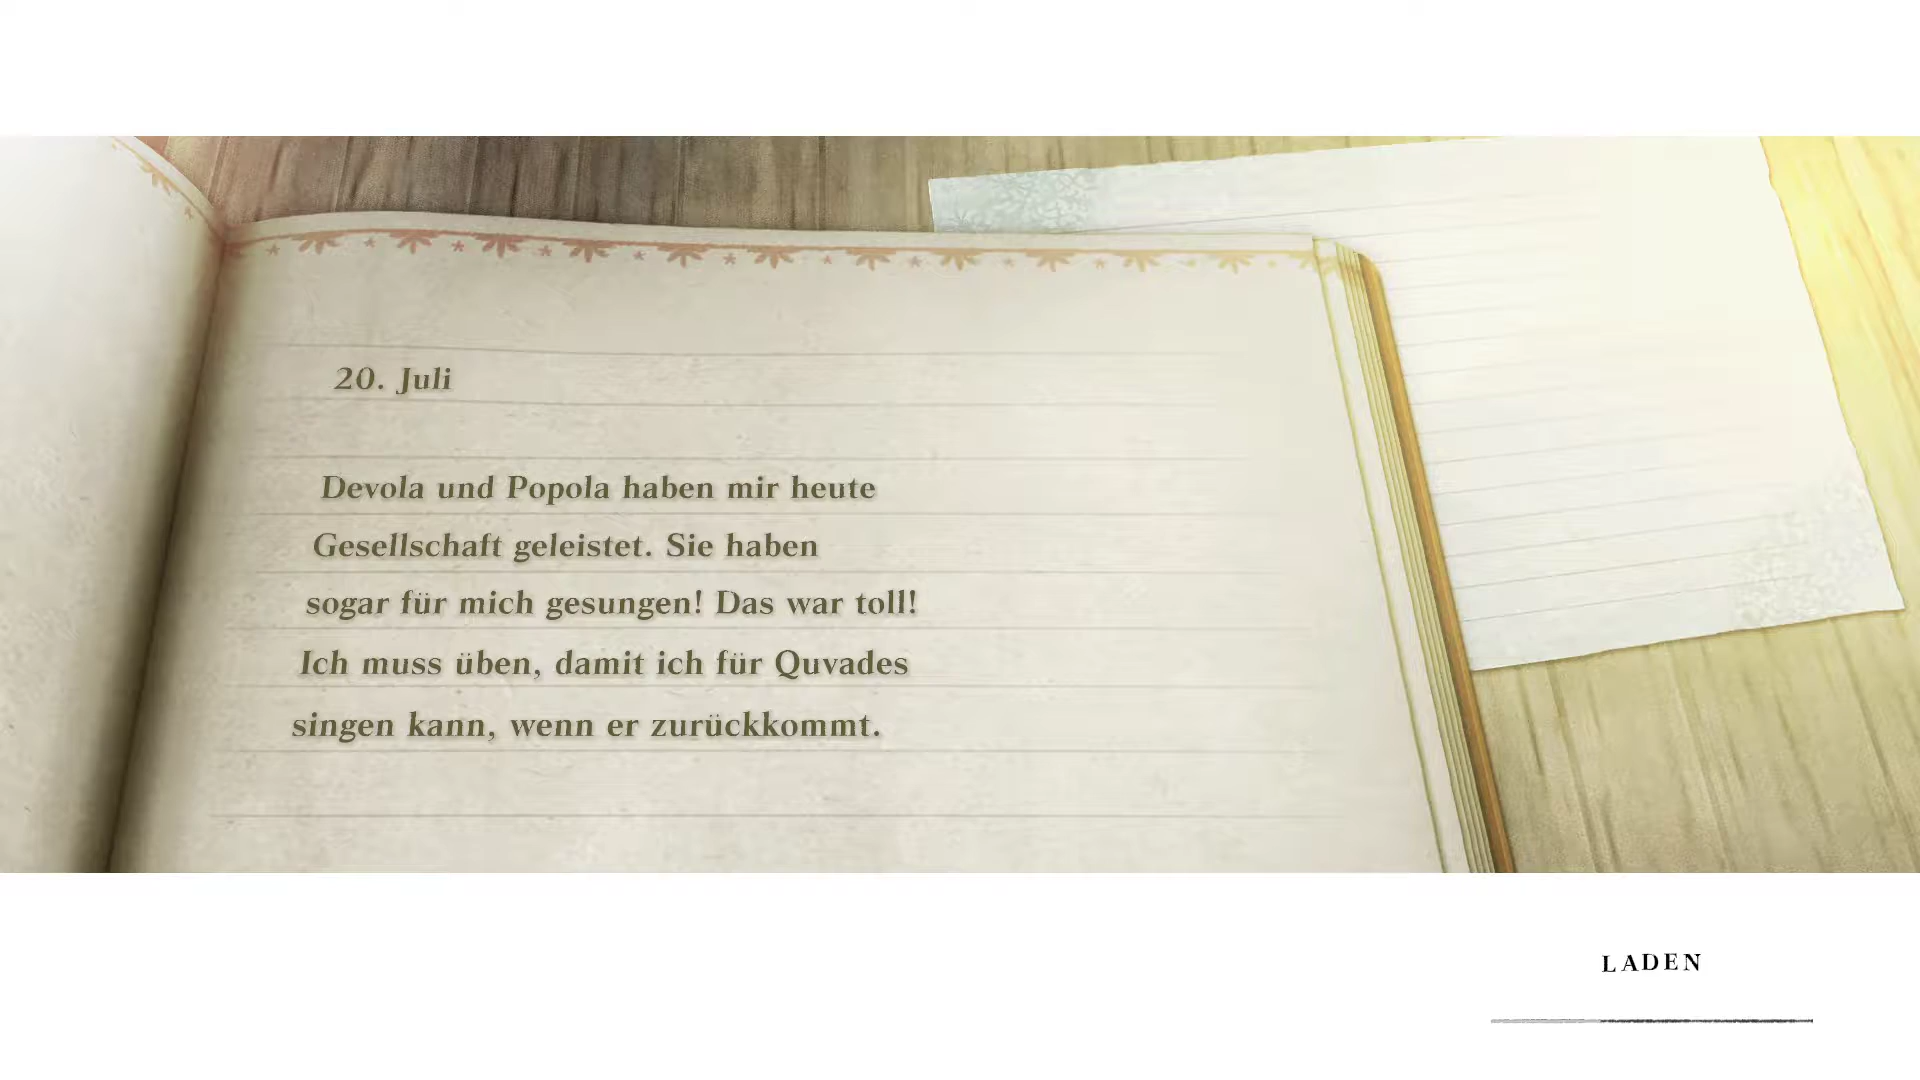 20. Juli
Devola und Popola haben mir heute
Gesellschaft geleistet. Sie haben
sogar für mich gesungen! Das war toll!
Ich muss üben, damit ich für Quvades
singen kann, wenn er zurückkommt.
LADEN